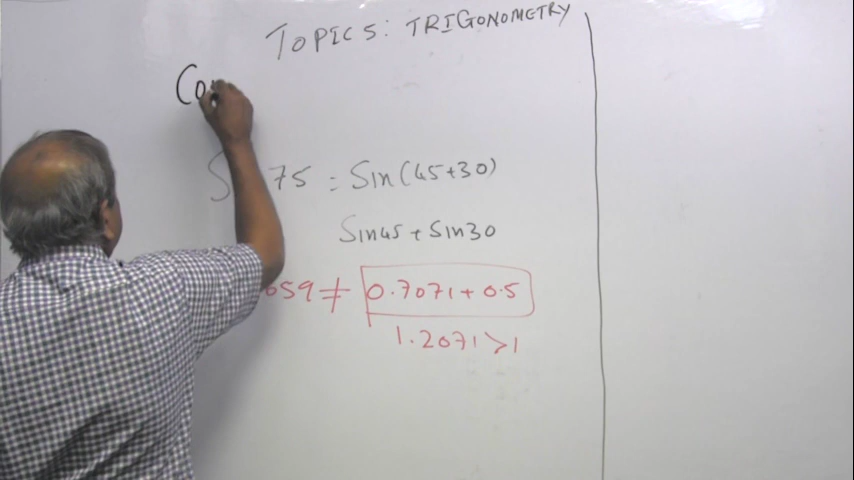 TOPICS: TRIGONOMETRY
Co
75 = Sin(45+30)
Sin45 + Sin30
059 ≠ 0.7071 + 0.5
1.2071 > 1